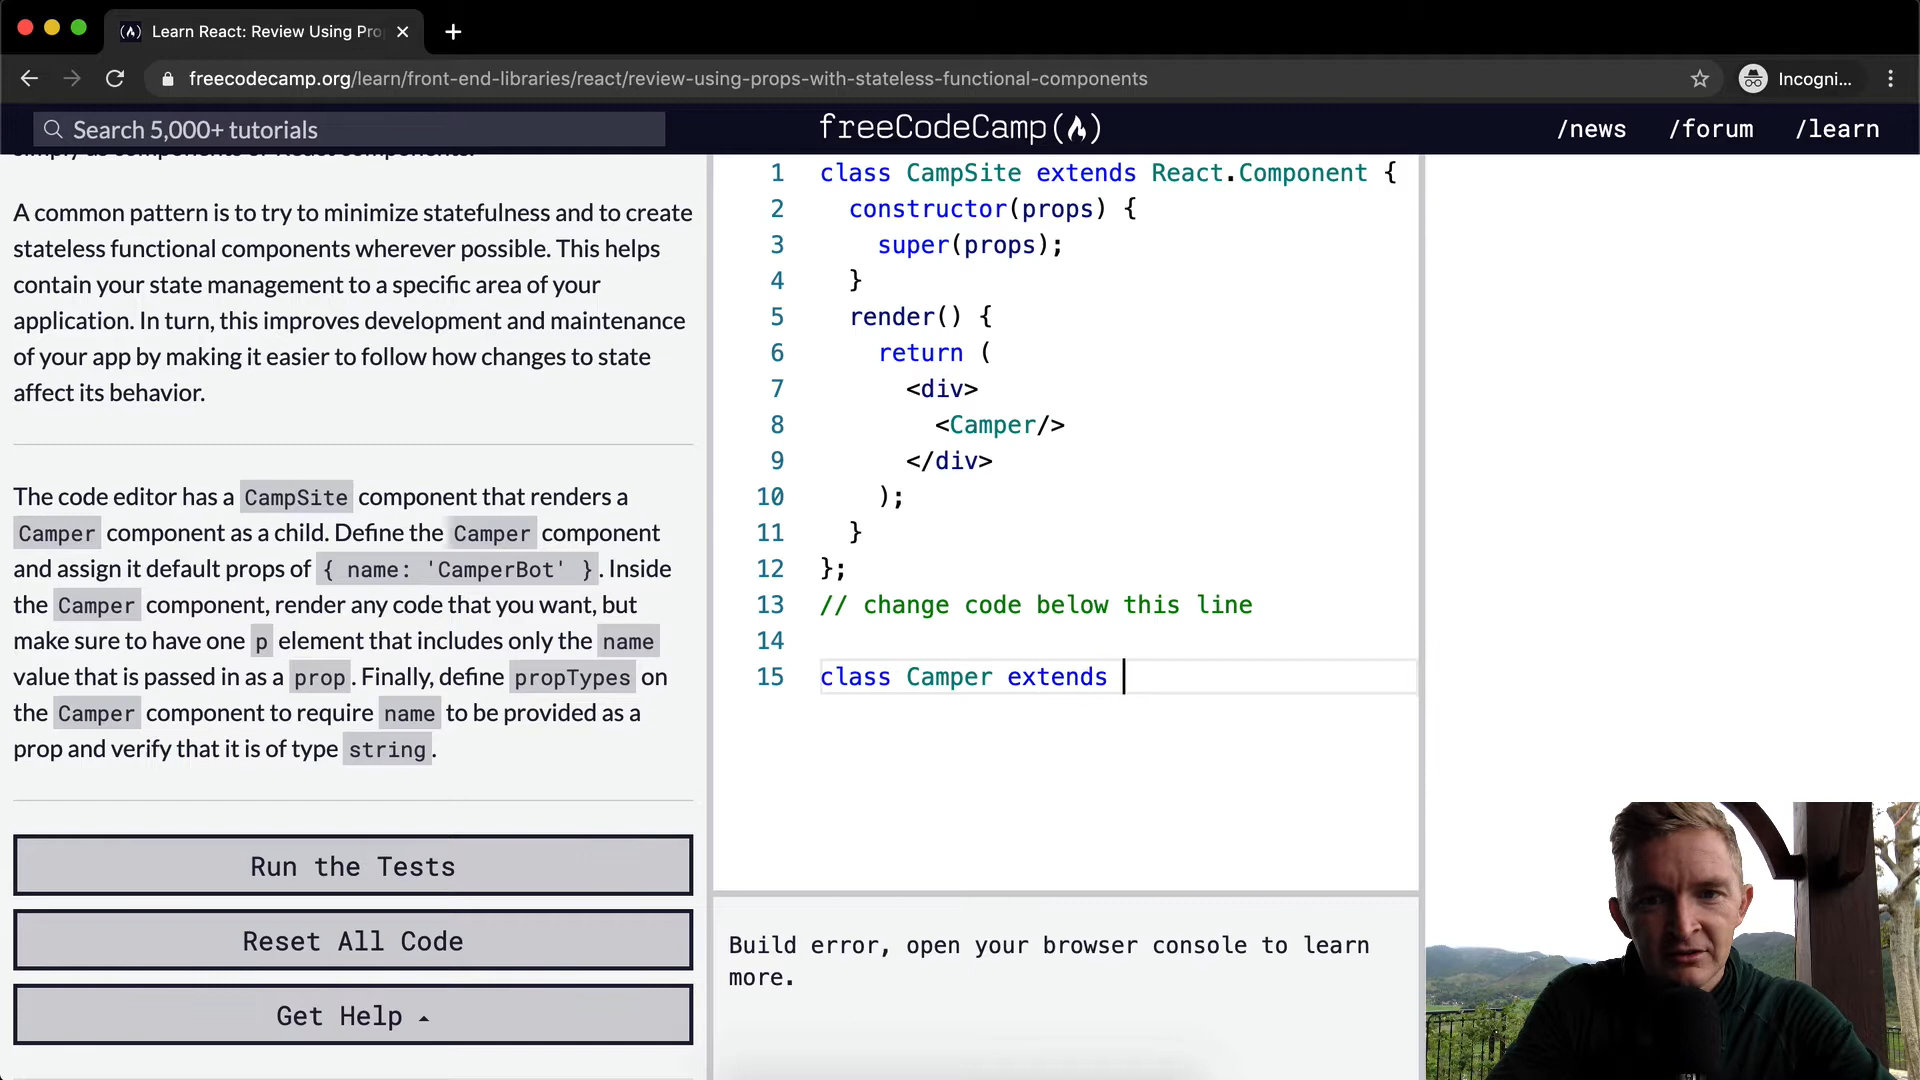 Learn React: Review Using Pro
freecodecamp.org/learn/front-end-libraries/react/review-using-props-with-stateless-functional-components
Incogni...
Search 5,000+ tutorials
freeCodeCamp
/news
/forum
/learn
simply as components or React components.
A common pattern is to try to minimize statefulness and to create
stateless functional components wherever possible. This helps
contain your state management to a specific area of your
application. In turn, this improves development and maintenance
of your app by making it easier to follow how changes to state
affect its behavior.
The code editor has a CampSite component that renders a
Camper component as a child. Define the Camper component
and assign it default props of { name: 'CamperBot' }. Inside
the Camper component, render any code that you want, but
make sure to have one p element that includes only the name
value that is passed in as a prop. Finally, define propTypes on
the Camper component to require name to be provided as a
prop and verify that it is of type string.
Run the Tests
Reset All Code
Get Help
1 class CampSite extends React.Component {
2 constructor(props) {
3 super(props);
4 }
5 render() {
6 return (
7 <div>
8 <Camper/>
9 </div>
10 );
11 }
12 };
13 // change code below this line
14
15 class Camper extends
Build error, open your browser console to learn
more.